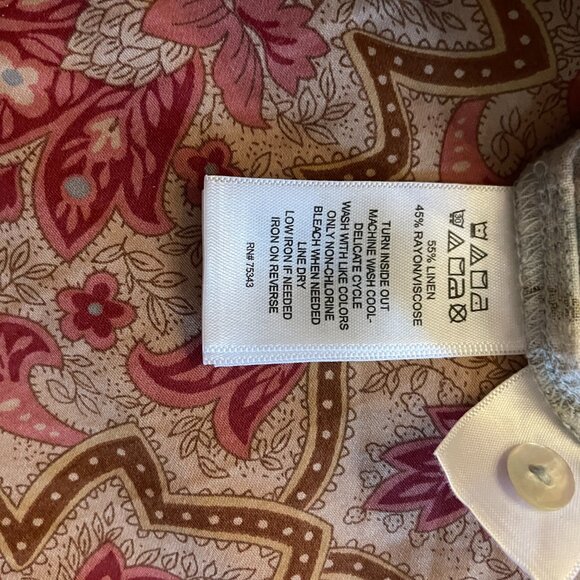 55% LINEN
45% RAYON/VISCOSE
TURN INSIDE OUT
MACHINE WASH COOL-
DELICATE CYCLE
WASH WITH LIKE COLORS
ONLY NON-CHLORINE
BLEACH WHEN NEEDED
LINE DRY
LOW IRON IF NEEDED
IRON ON REVERSE
RN# 75343